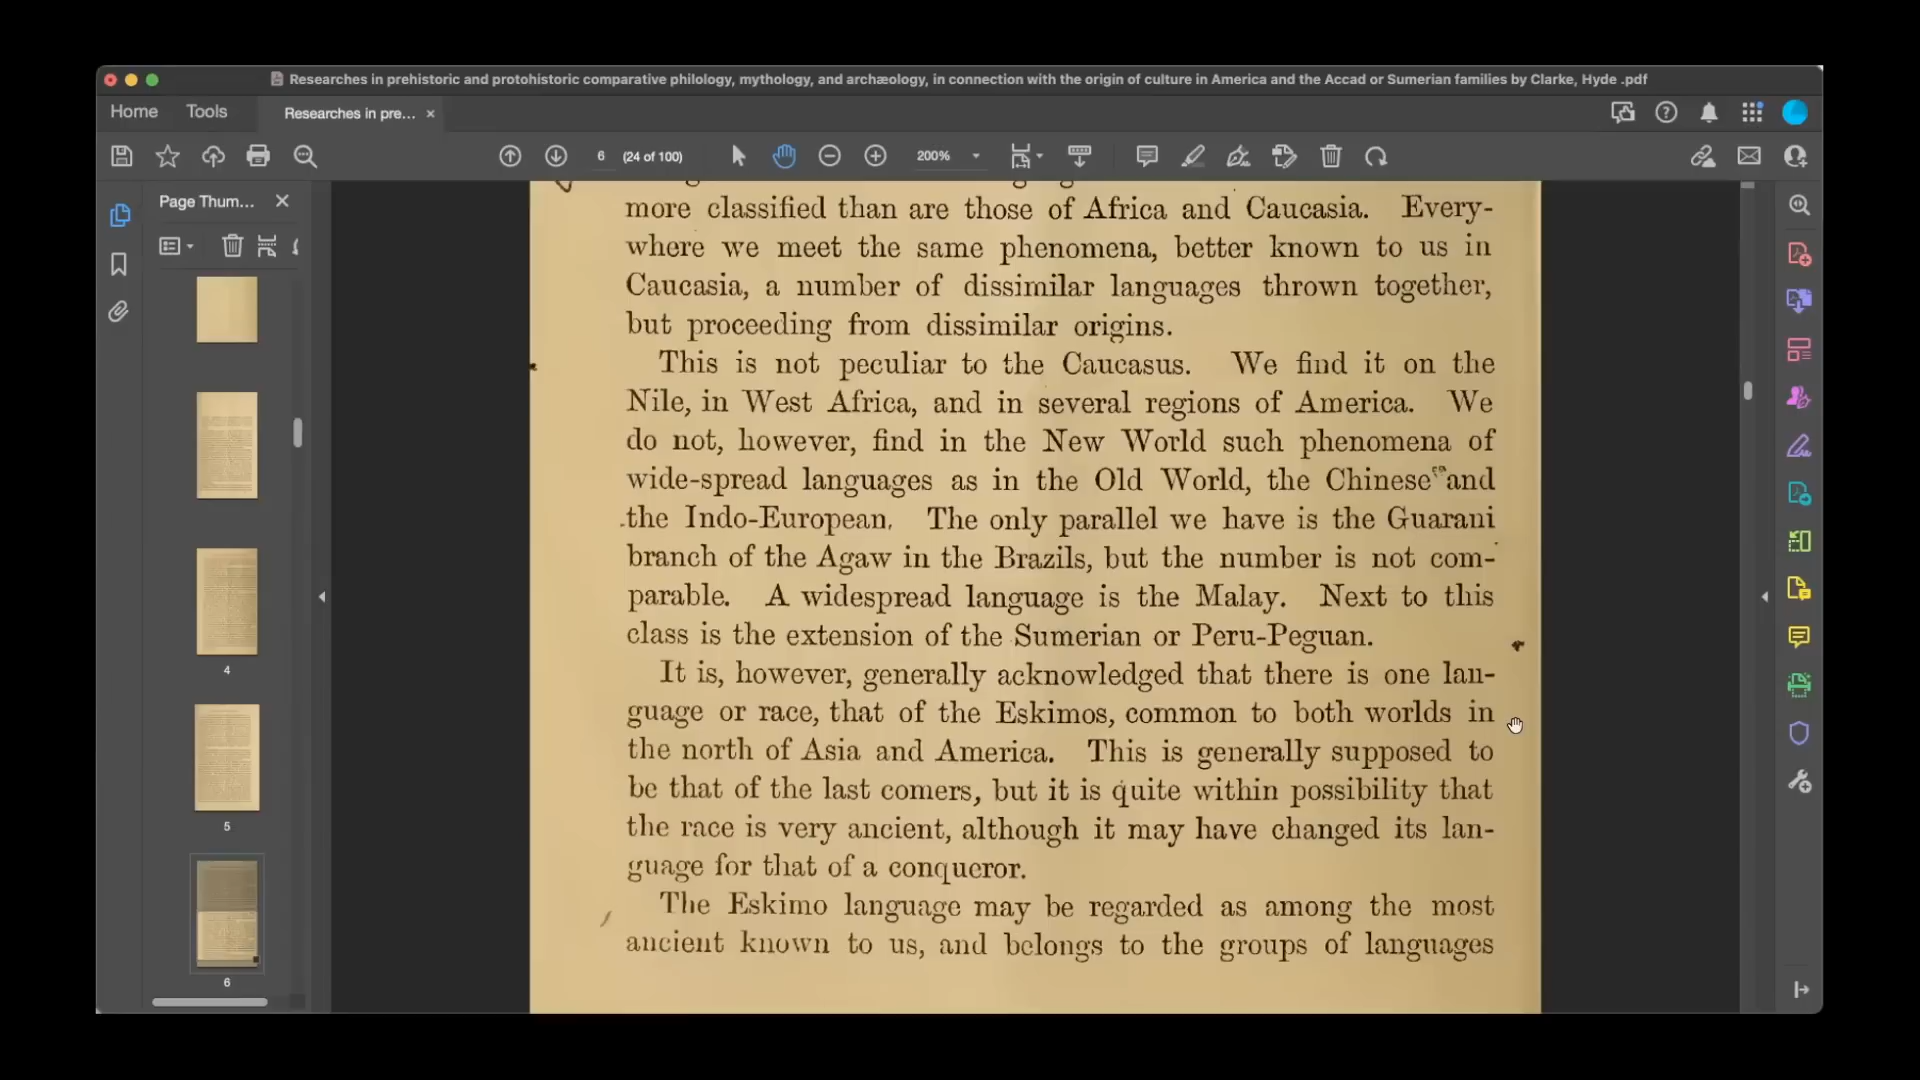 Researches in prehistoric and protohistoric comparative philology, mythology, and archæology, in connection with the origin of culture in America and the Accad or Sumerian families by Clarke, Hyde .pdf
Home Tools Researches in pre...
6 (24 of 100) 200%
Page Thum...
4
5
6
more classified than are those of Africa and Caucasia. Every-
where we meet the same phenomena, better known to us in
Caucasia, a number of dissimilar languages thrown together,
but proceeding from dissimilar origins.
This is not peculiar to the Caucasus. We find it on the
Nile, in West Africa, and in several regions of America. We
do not, however, find in the New World such phenomena of
wide-spread languages as in the Old World, the Chinese and
the Indo-European. The only parallel we have is the Guarani
branch of the Agaw in the Brazils, but the number is not com-
parable. A widespread language is the Malay. Next to this
class is the extension of the Sumerian or Peru-Peguan.
It is, however, generally acknowledged that there is one lan-
guage or race, that of the Eskimos, common to both worlds in
the north of Asia and America. This is generally supposed to
be that of the last comers, but it is quite within possibility that
the race is very ancient, although it may have changed its lan-
guage for that of a conqueror.
The Eskimo language may be regarded as among the most
ancient known to us, and belongs to the groups of languages